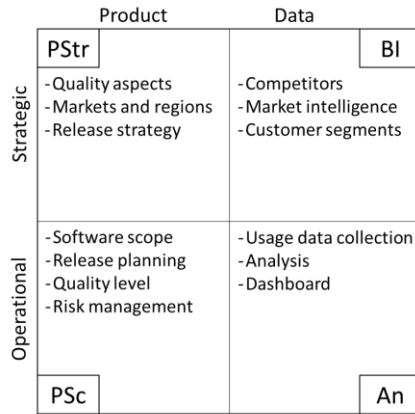 Product
Data
PStr
BI
Strategic
-Quality aspects
-Markets and regions
-Release strategy
-Competitors
-Market intelligence
-Customer segments
Operational
-Software scope
-Release planning
-Quality level
-Risk management
-Usage data collection
-Analysis
-Dashboard
PSc
An